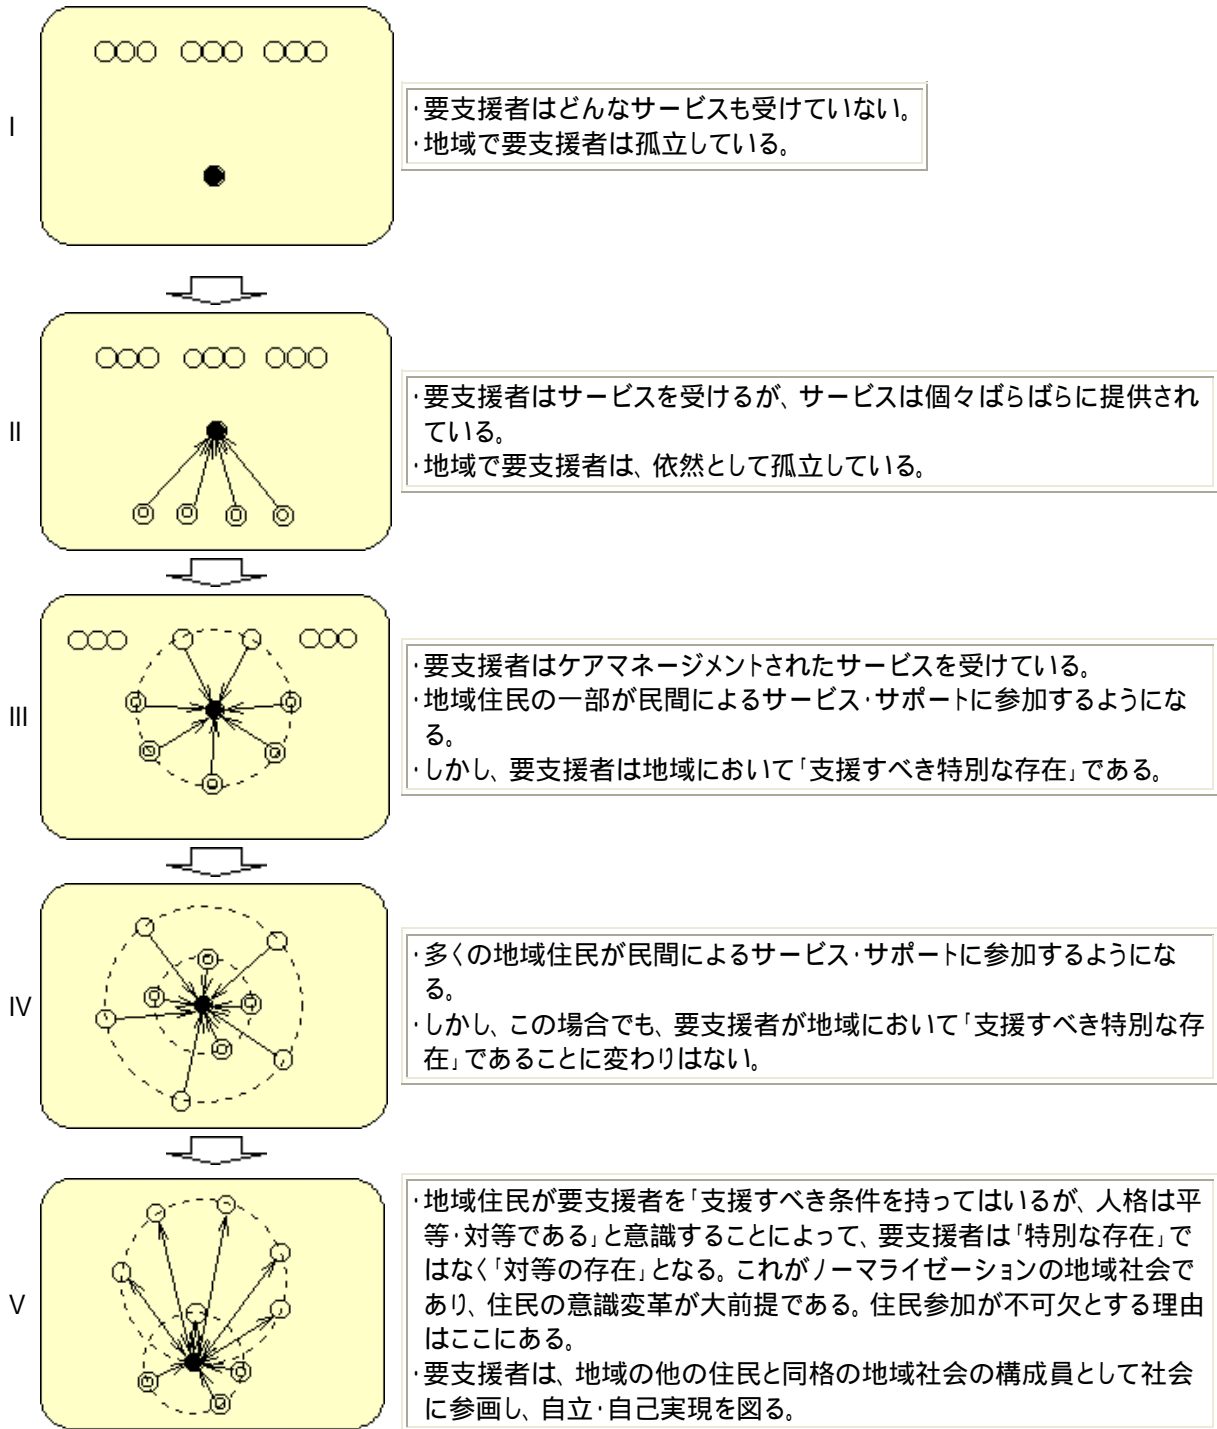 I
・要支援者はどんなサービスも受けていない。
・地域で要支援者は孤立している。
II
・要支援者はサービスを受けるが、サービスは個々ばらばらに提供され
ている。
・地域で要支援者は、依然として孤立している。
III
・要支援者はケアマネージメントされたサービスを受けている。
・地域住民の一部が民間によるサービス・サポートに参加するようにな
る。
・しかし、要支援者は地域において「支援すべき特別な存在」である。
IV
・多くの地域住民が民間によるサービス・サポートに参加するようにな
る。
・しかし、この場合でも、要支援者が地域において「支援すべき特別な存
在」であることに変わりはない。
V
・地域住民が要支援者を「支援すべき条件を持ってはいるが、人格は平
等・対等である」と意識することによって、要支援者は「特別な存在」で
はなく「対等の存在」となる。これがノーマライゼーションの地域社会で
あり、住民の意識変革が大前提である。住民参加が不可欠とする理由
はここにある。
・要支援者は、地域の他の住民と同格の地域社会の構成員として社会
に参画し、自立・自己実現を図る。